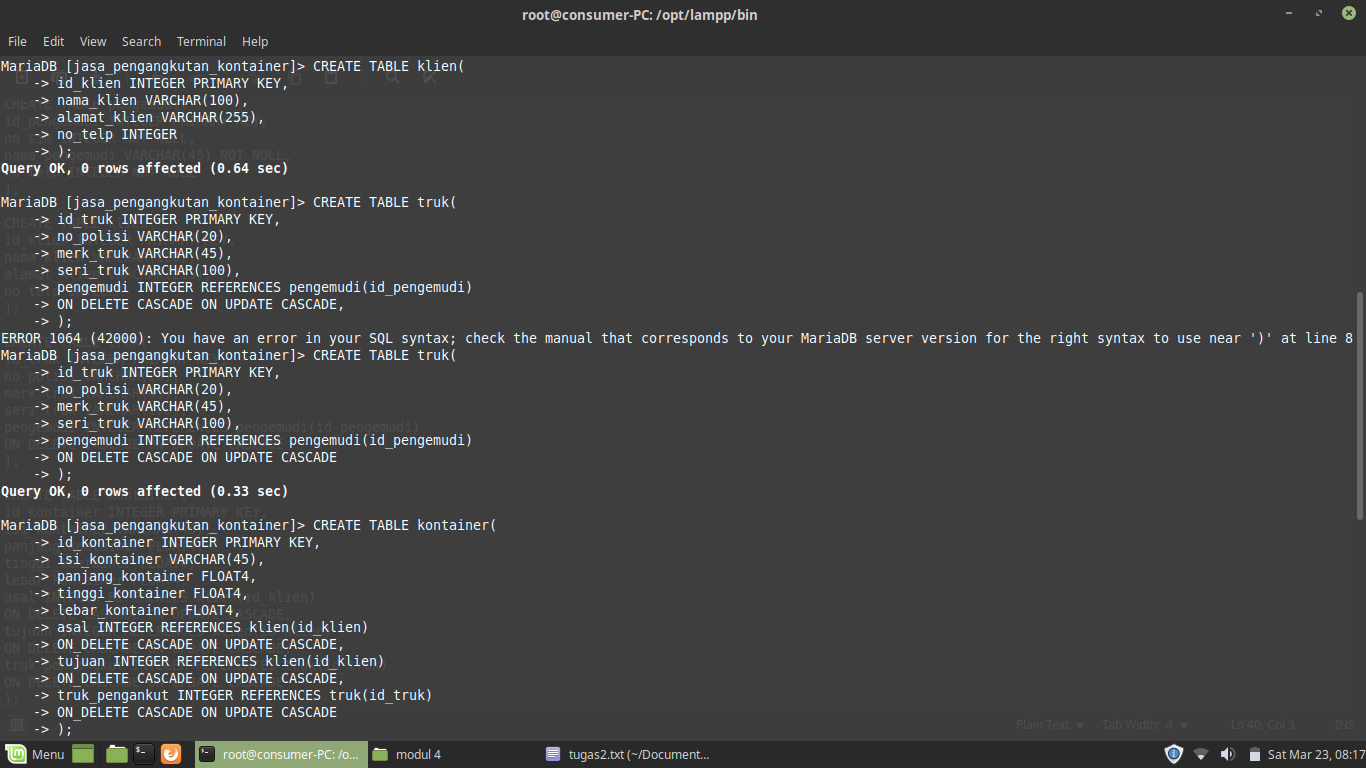 root@consumer-PC: /opt/lampp/bin
File Edit View Search Terminal Help
MariaDB [jasa_pengangkutan_kontainer]> CREATE TABLE klien(
    -> id_klien INTEGER PRIMARY KEY,
    -> nama_klien VARCHAR(100),
    -> alamat_klien VARCHAR(255),
    -> no_telp INTEGER
    -> );
Query OK, 0 rows affected (0.64 sec)
MariaDB [jasa_pengangkutan_kontainer]> CREATE TABLE truk(
    -> id_truk INTEGER PRIMARY KEY,
    -> no_polisi VARCHAR(20),
    -> merk_truk VARCHAR(45),
    -> seri_truk VARCHAR(100),
    -> pengemudi INTEGER REFERENCES pengemudi(id_pengemudi)
    -> ON DELETE CASCADE ON UPDATE CASCADE,
    -> );
ERROR 1064 (42000): You have an error in your SQL syntax; check the manual that corresponds to your MariaDB server version for the right syntax to use near ')' at line 8
MariaDB [jasa_pengangkutan_kontainer]> CREATE TABLE truk(
    -> id_truk INTEGER PRIMARY KEY,
    -> no_polisi VARCHAR(20),
    -> merk_truk VARCHAR(45),
    -> seri_truk VARCHAR(100),
    -> pengemudi INTEGER REFERENCES pengemudi(id_pengemudi)
    -> ON DELETE CASCADE ON UPDATE CASCADE
    -> );
Query OK, 0 rows affected (0.33 sec)
MariaDB [jasa_pengangkutan_kontainer]> CREATE TABLE kontainer(
    -> id_kontainer INTEGER PRIMARY KEY,
    -> isi_kontainer VARCHAR(45),
    -> panjang_kontainer FLOAT4,
    -> tinggi_kontainer FLOAT4,
    -> lebar_kontainer FLOAT4,
    -> asal INTEGER REFERENCES klien(id_klien)
    -> ON DELETE CASCADE ON UPDATE CASCADE,
    -> tujuan INTEGER REFERENCES klien(id_klien)
    -> ON DELETE CASCADE ON UPDATE CASCADE,
    -> truk_pengankut INTEGER REFERENCES truk(id_truk)
    -> ON DELETE CASCADE ON UPDATE CASCADE
    -> );
Plain Text Tab Width: 4 Ln 40, Col 3 INS
Menu root@consumer-PC: /o... modul 4 tugas2.txt (~/Document... Sat Mar 23, 08:17